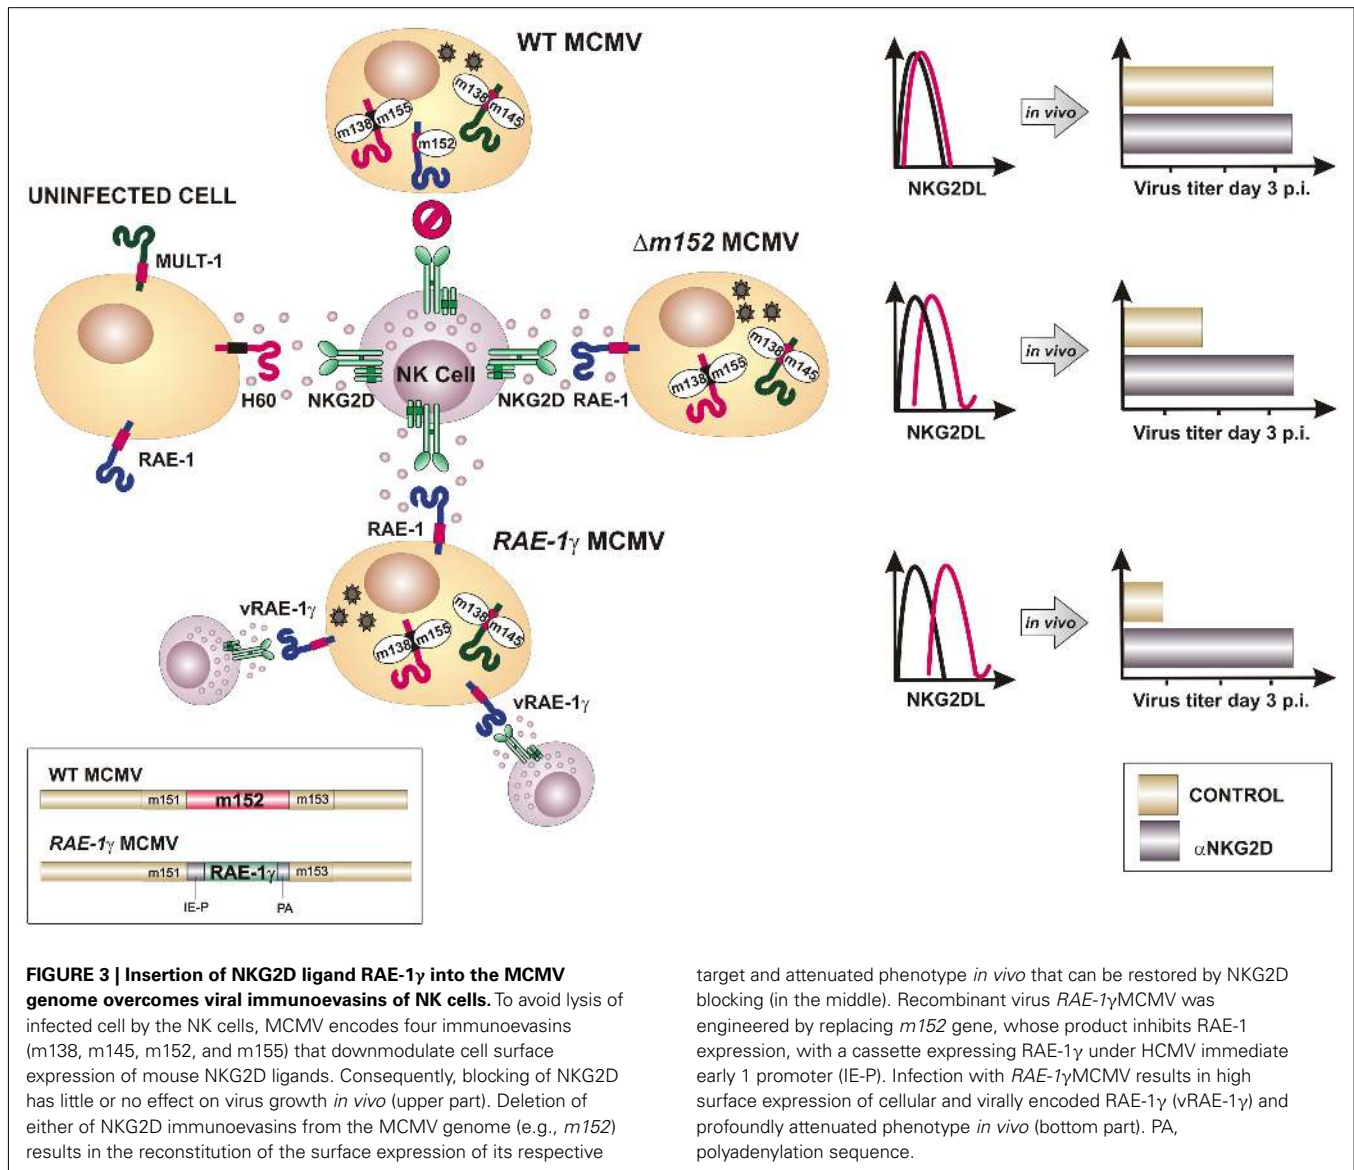 WT MCMV
m138
m155
m152
m138
m145
UNINFECTED CELL
MULT-1
H60
RAE-1
NKG2D
NK Cell
NKG2D
RAE-1
Δm152 MCMV
m138
m155
m138
m145
RAE-1
RAE-1γ MCMV
vRAE-1γ
m138
m155
m138
m145
vRAE-1γ
NKG2DL
in vivo
Virus titer day 3 p.i.
NKG2DL
in vivo
Virus titer day 3 p.i.
NKG2DL
in vivo
Virus titer day 3 p.i.
WT MCMV
m151 m152 m153
RAE-1γ MCMV
m151 RAE-1γ m153
IE-P PA
CONTROL
αNKG2D
FIGURE 3 | Insertion of NKG2D ligand RAE-1γ into the MCMV
genome overcomes viral immunoevasins of NK cells. To avoid lysis of
infected cell by the NK cells, MCMV encodes four immunoevasins
(m138, m145, m152, and m155) that downmodulate cell surface
expression of mouse NKG2D ligands. Consequently, blocking of NKG2D
has little or no effect on virus growth in vivo (upper part). Deletion of
either of NKG2D immunoevasins from the MCMV genome (e.g., m152)
results in the reconstitution of the surface expression of its respective
target and attenuated phenotype in vivo that can be restored by NKG2D
blocking (in the middle). Recombinant virus RAE-1γMCMV was
engineered by replacing m152 gene, whose product inhibits RAE-1
expression, with a cassette expressing RAE-1γ under HCMV immediate
early 1 promoter (IE-P). Infection with RAE-1γMCMV results in high
surface expression of cellular and virally encoded RAE-1γ (vRAE-1γ) and
profoundly attenuated phenotype in vivo (bottom part). PA,
polyadenylation sequence.